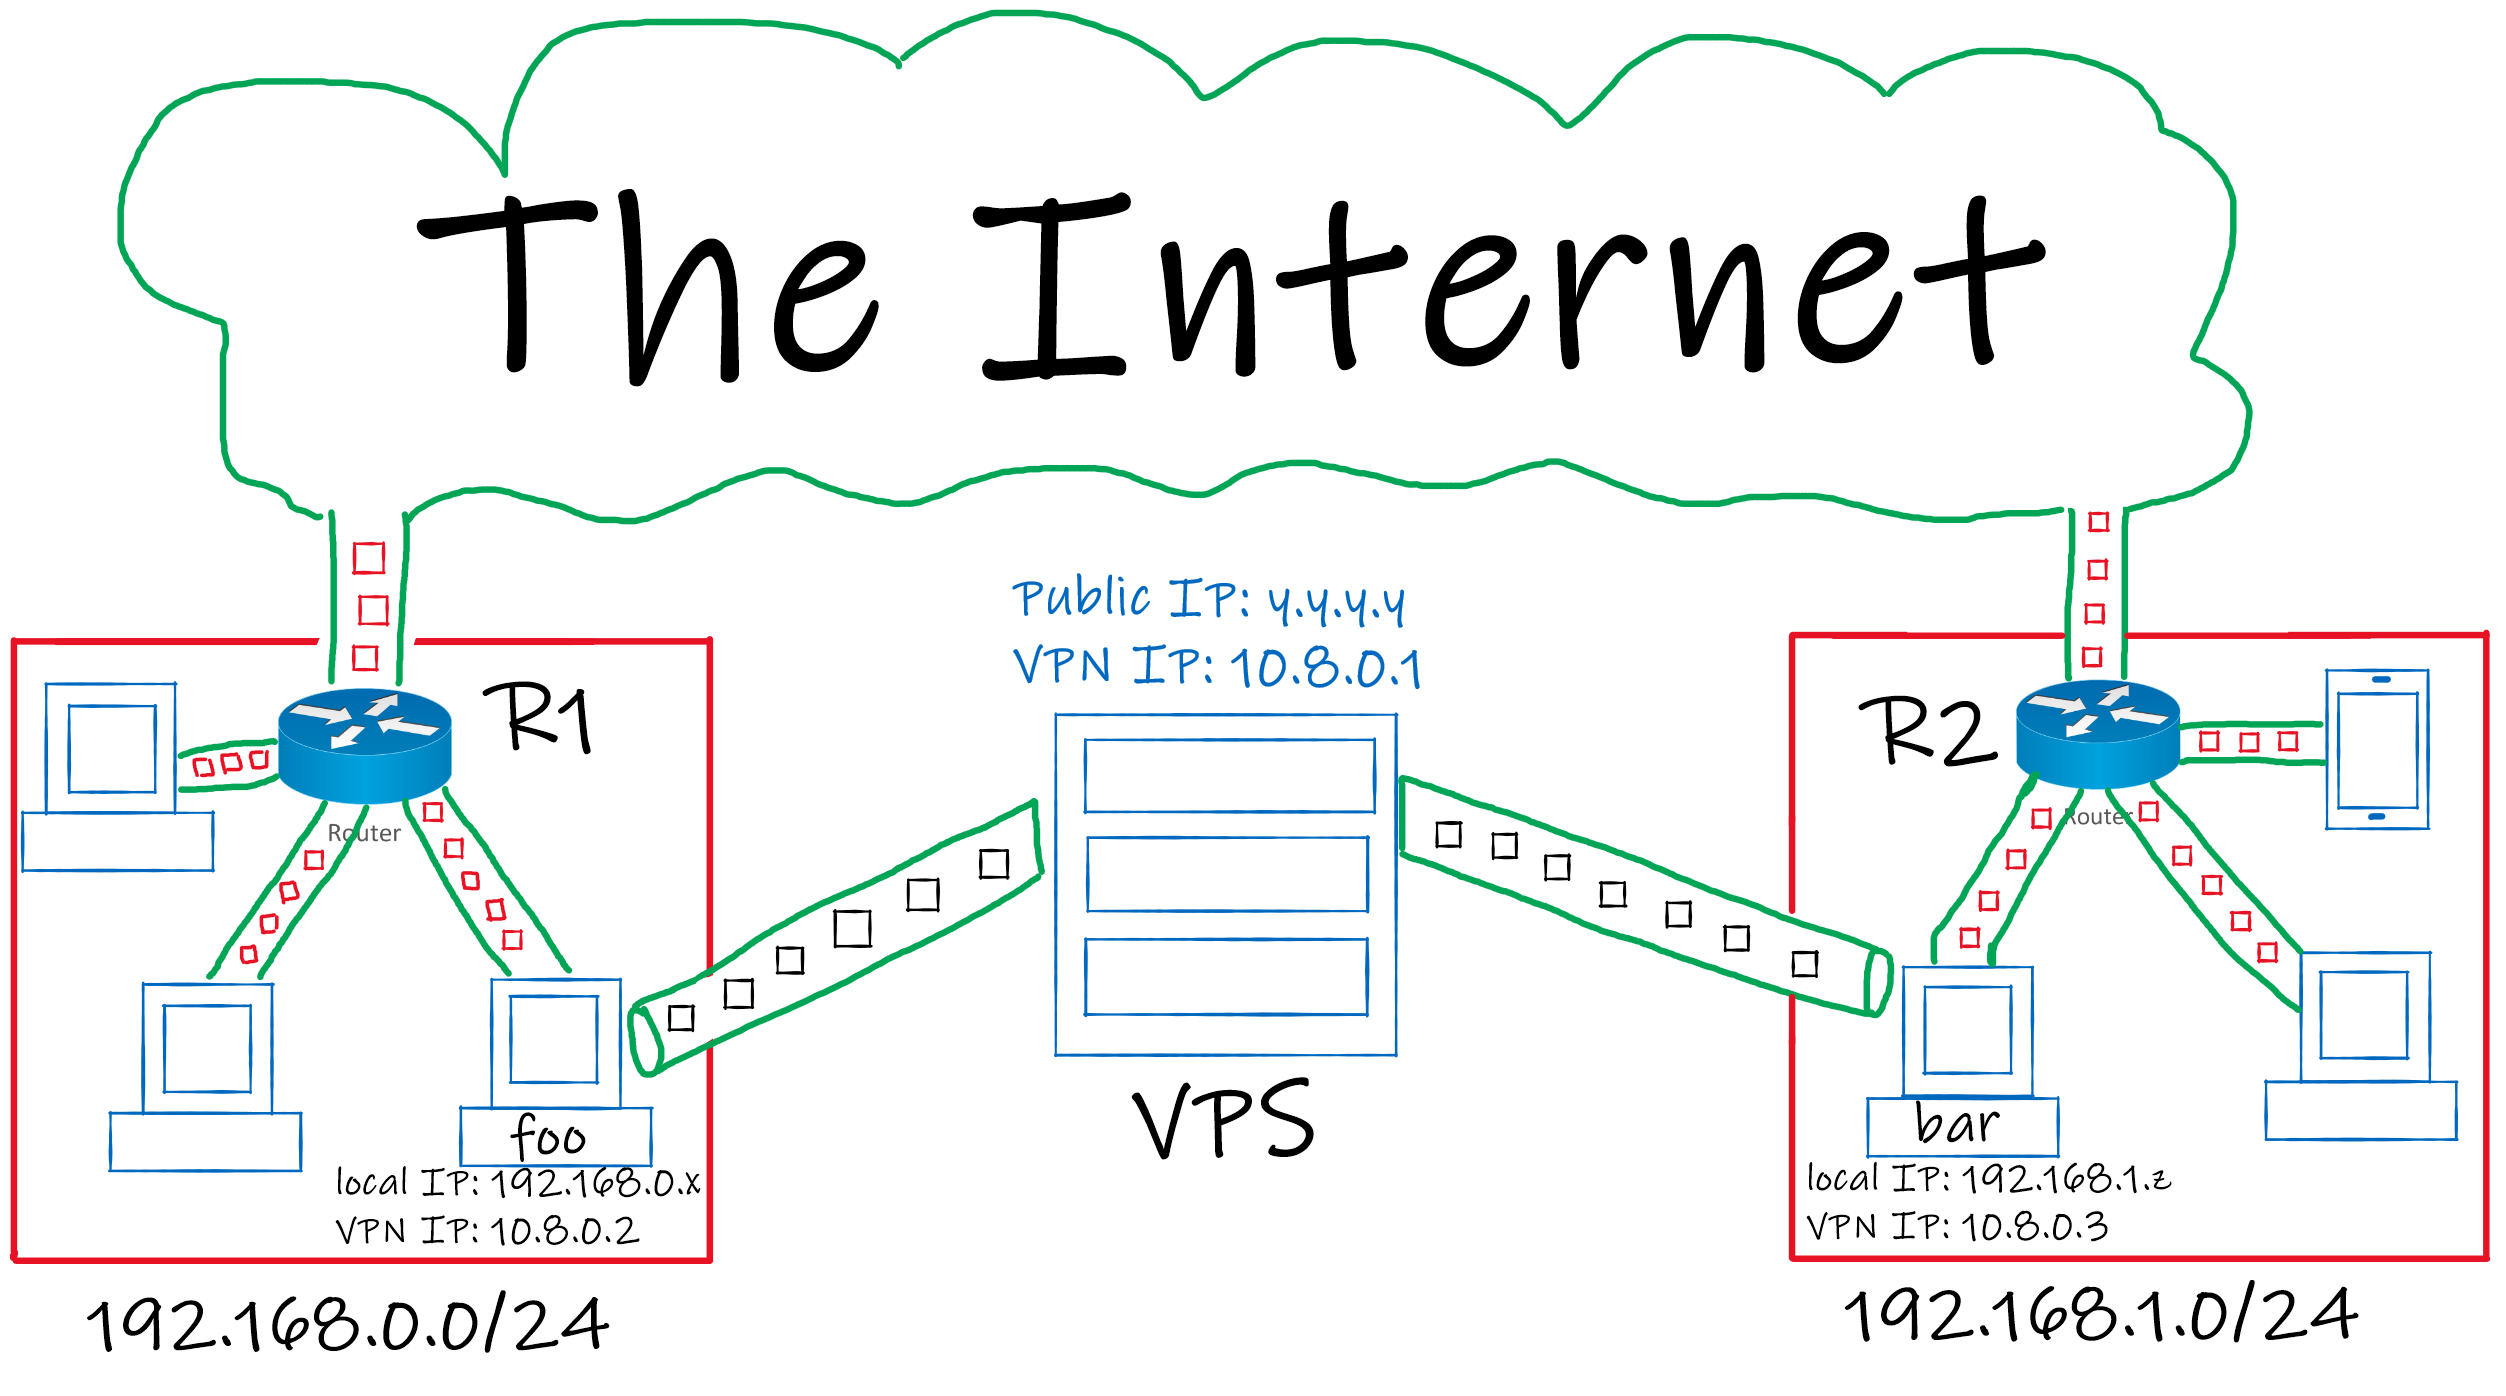 The Internet
Public IP: y.y.y.y
VPN IP: 10.8.0.1
R1
R2
Router
Router
VPS
foo
local IP: 192.168.0.x
VPN IP: 10.8.0.2
bar
local IP: 192.168.1.z
VPN IP: 10.8.0.3
192.168.0.0/24
192.168.1.0/24